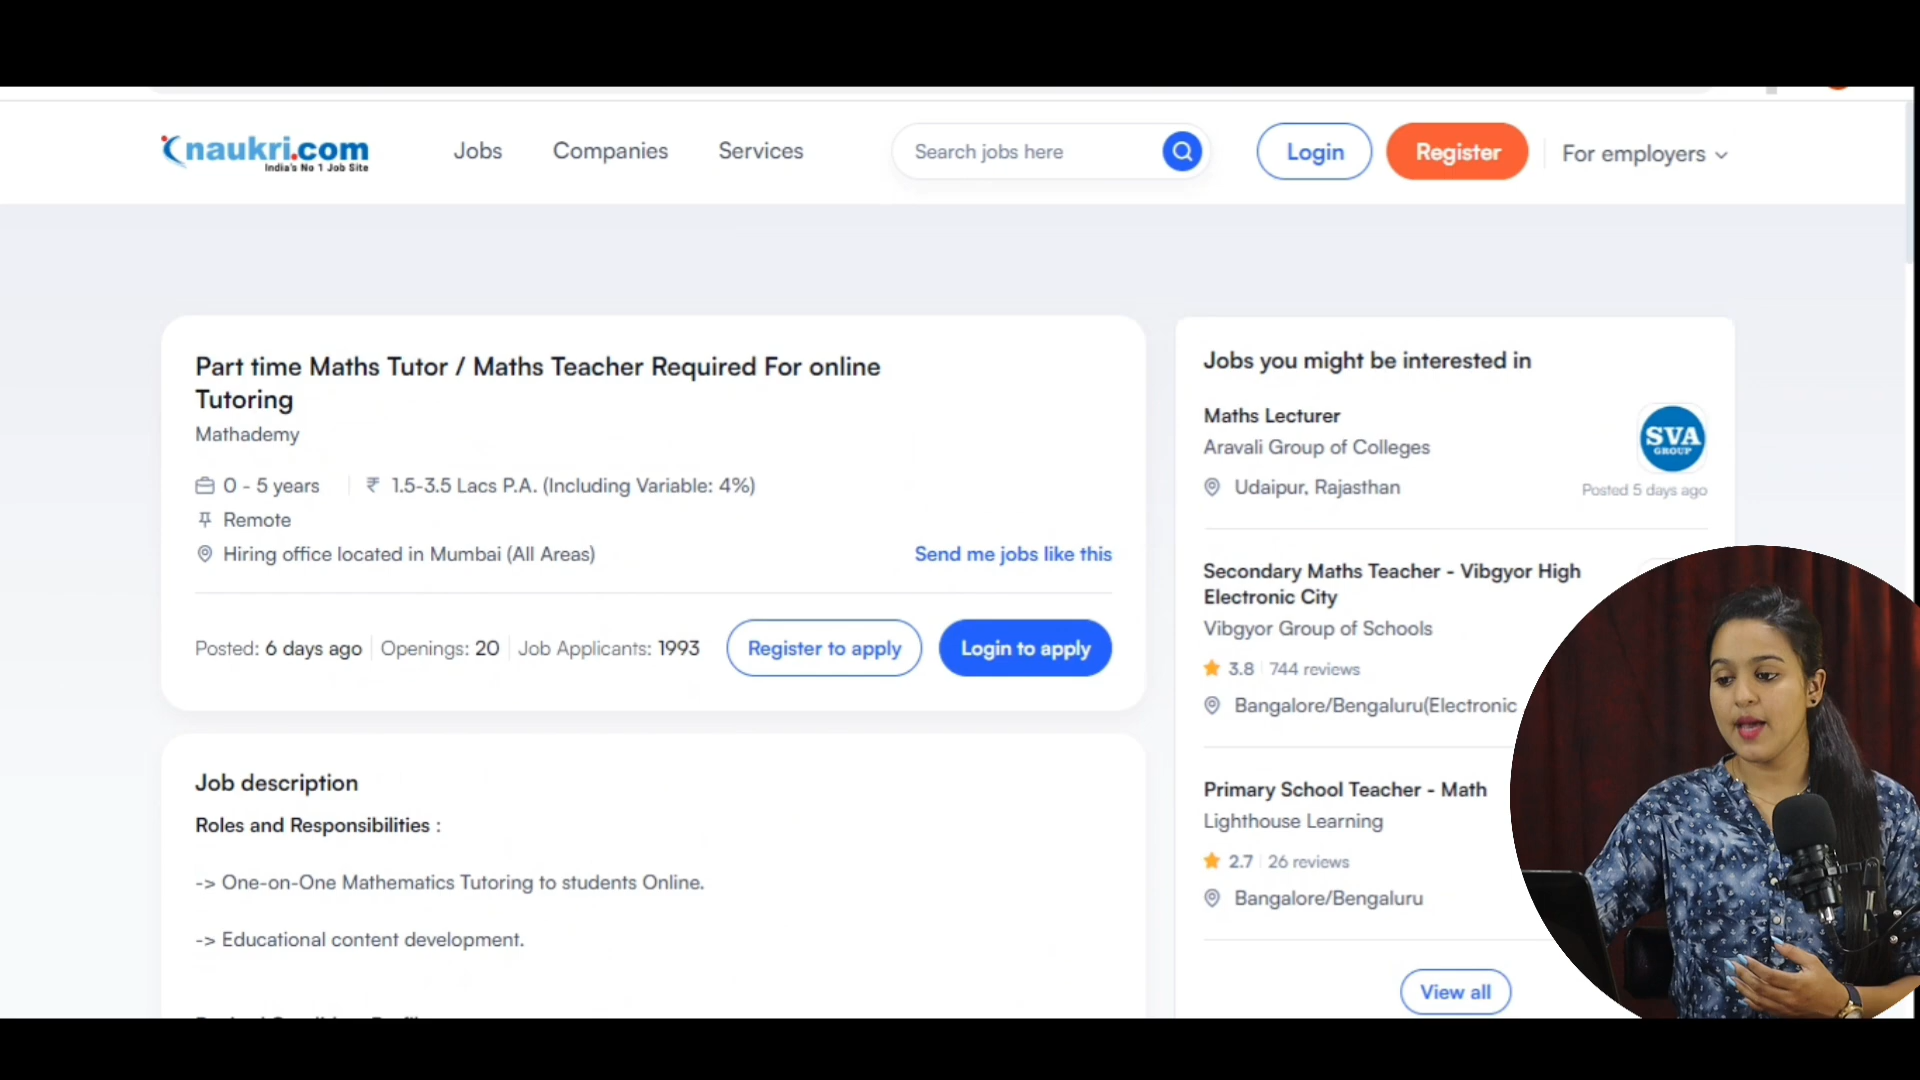 naukri.com
India's No 1 Job Site
Jobs
Companies
Services
Search jobs here
Login
Register
For employers
Part time Maths Tutor / Maths Teacher Required For online
Tutoring
Mathademy
0 - 5 years
₹ 1.5-3.5 Lacs P.A. (Including Variable: 4%)
Remote
Hiring office located in Mumbai (All Areas)
Send me jobs like this
Posted: 6 days ago
Openings: 20
Job Applicants: 1993
Register to apply
Login to apply
Job description
Roles and Responsibilities :
-> One-on-One Mathematics Tutoring to students Online.
-> Educational content development.
Jobs you might be interested in
Maths Lecturer
Aravali Group of Colleges
SVA
GROUP
Udaipur, Rajasthan
Posted 5 days ago
Secondary Maths Teacher - Vibgyor High
Electronic City
Vibgyor Group of Schools
3.8 744 reviews
Bangalore/Bengaluru(Electronic
Primary School Teacher - Math
Lighthouse Learning
2.7 26 reviews
Bangalore/Bengaluru
View all